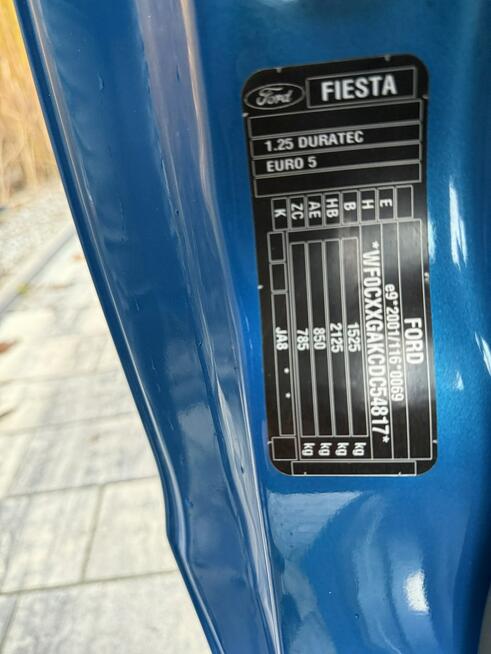 Ford
FIESTA
1.25 DURATEC
EURO 5
FORD
e9*2001/116*0069
*WF0CXXGAKCDC54817*
1525 kg
2125 kg
850 kg
785 kg
JA8
E
H
B
HB
AE
ZC
K